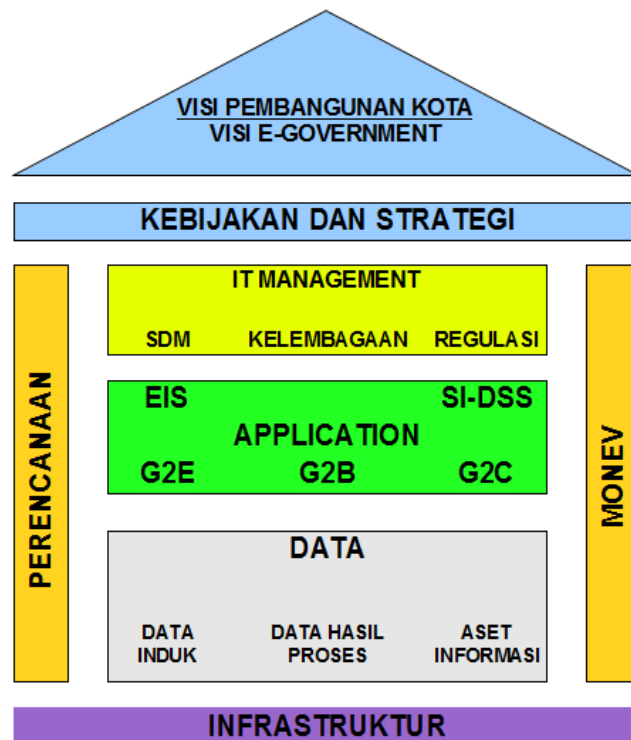 VISI PEMBANGUNAN KOTA
VISI E-GOVERNMENT
KEBIJAKAN DAN STRATEGI
PERENCANAAN
IT MANAGEMENT
SDM KELEMBAGAAN REGULASI
EIS SI-DSS
APPLICATION
G2E G2B G2C
DATA
DATA DATA HASIL ASET
INDUK PROSES INFORMASI
MONEV
INFRASTRUKTUR